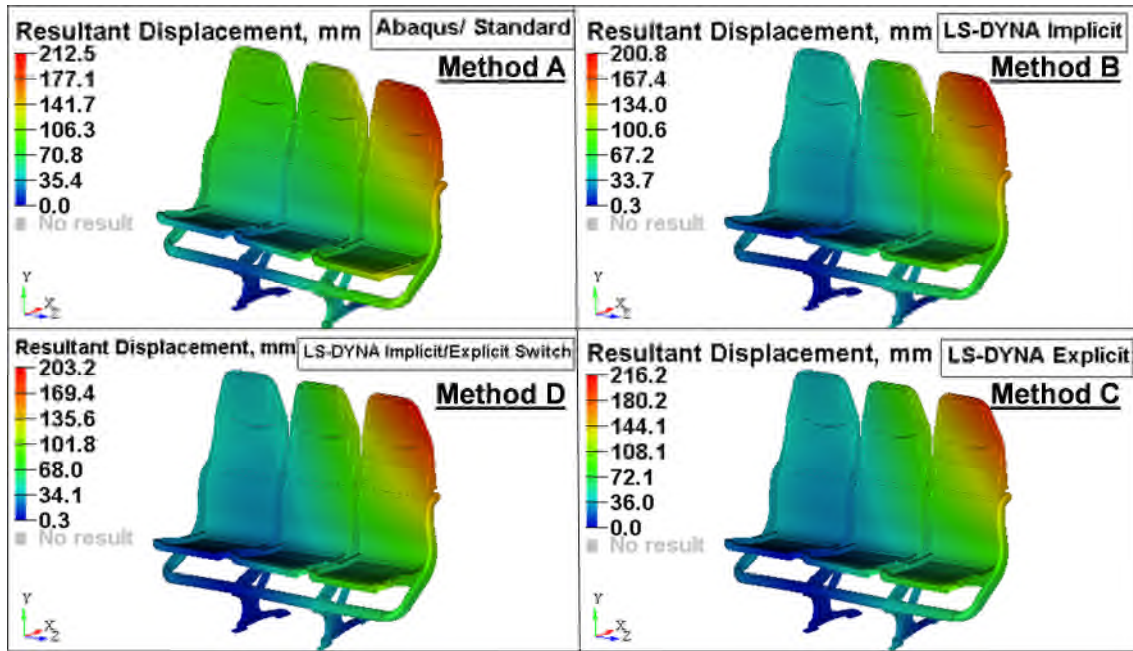 Resultant Displacement, mm
Abaqus/ Standard
Method A
212.5
177.1
141.7
106.3
70.8
35.4
0.0
No result
Y
X
Z
Resultant Displacement, mm
LS-DYNA Implicit
Method B
200.8
167.4
134.0
100.6
67.2
33.7
0.3
No result
Y
X
Z
Resultant Displacement, mm
LS-DYNA Implicit/Explicit Switch
Method D
203.2
169.4
135.6
101.8
68.0
34.1
0.3
No result
Y
X
Z
Resultant Displacement, mm
LS-DYNA Explicit
Method C
216.2
180.2
144.1
108.1
72.1
36.0
0.0
No result
Y
X
Z